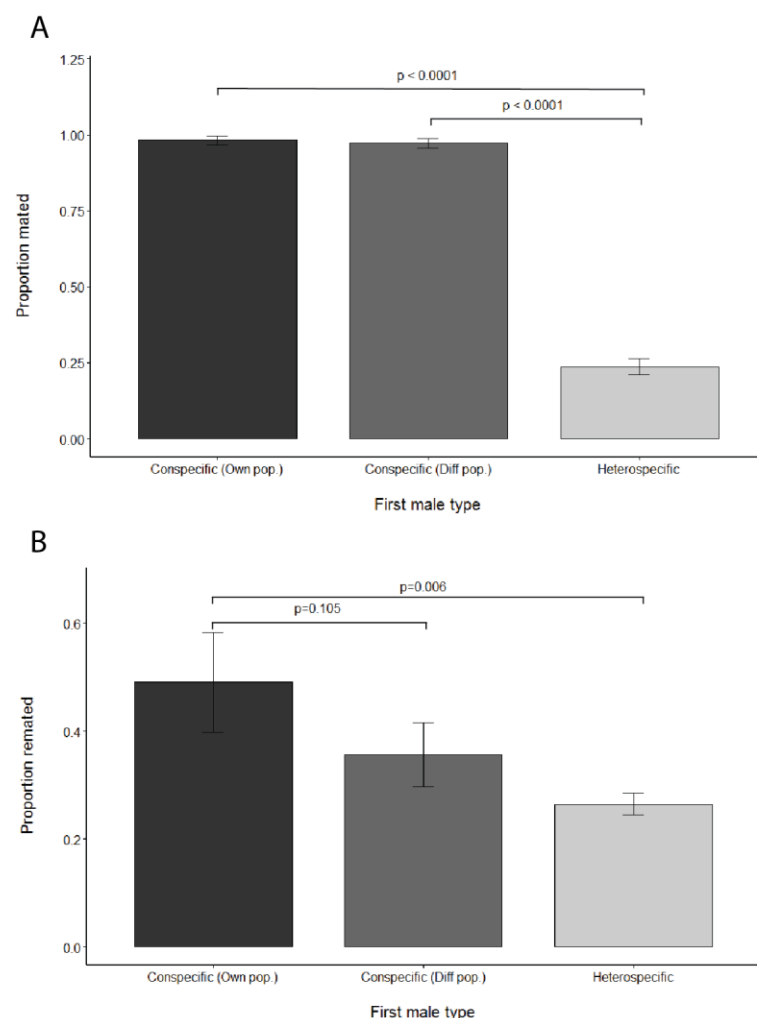 A
1.25
p < 0.0001
p < 0.0001
1.00
0.75
0.50
0.25
0.00
Proportion mated
Conspecific (Own pop.) Conspecific (Diff pop.) Heterospecific
First male type
B
p=0.006
p=0.105
0.6
0.4
0.2
0.0
Proportion remated
Conspecific (Own pop.) Conspecific (Diff pop.) Heterospecific
First male type